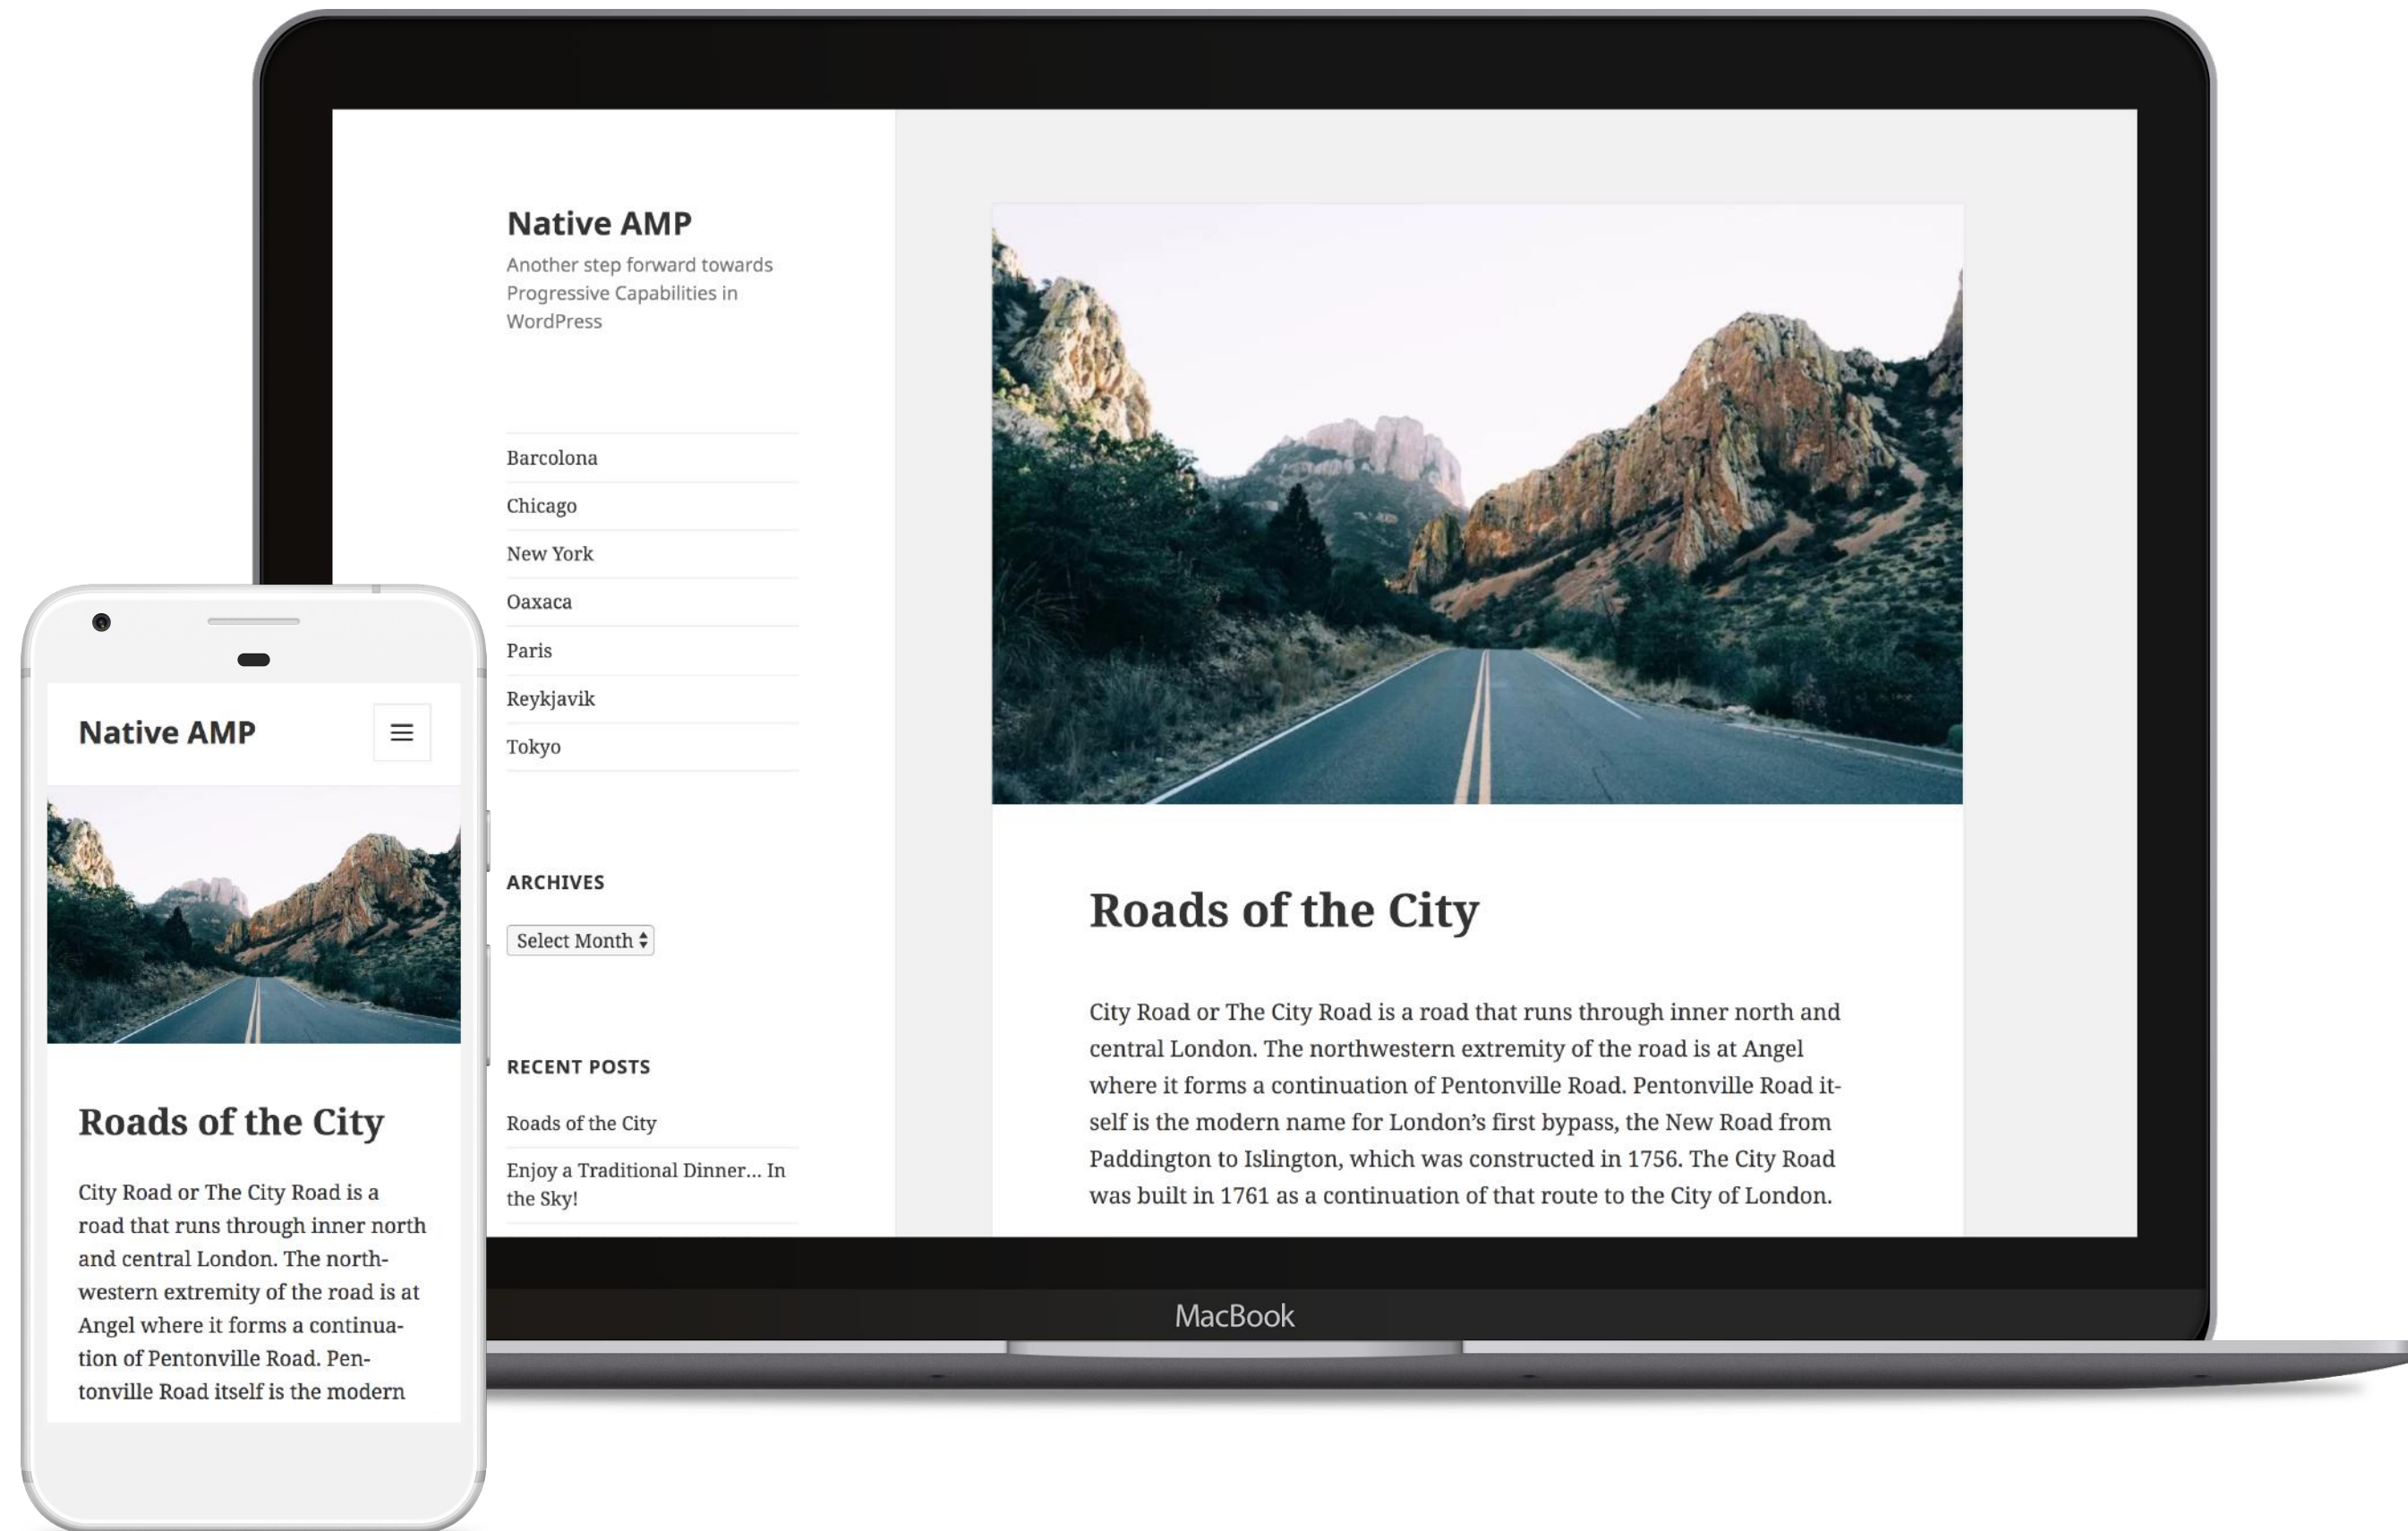 Native AMP
Another step forward towards
Progressive Capabilities in
WordPress
Barcolona
Chicago
New York
Oaxaca
Paris
Reykjavik
Tokyo
ARCHIVES
Select Month
RECENT POSTS
Roads of the City
Enjoy a Traditional Dinner... In
the Sky!
Roads of the City
City Road or The City Road is a road that runs through inner north and
central London. The northwestern extremity of the road is at Angel
where it forms a continuation of Pentonville Road. Pentonville Road it-
self is the modern name for London’s first bypass, the New Road from
Paddington to Islington, which was constructed in 1756. The City Road
was built in 1761 as a continuation of that route to the City of London.
MacBook
Native AMP
Roads of the City
City Road or The City Road is a
road that runs through inner north
and central London. The north-
western extremity of the road is at
Angel where it forms a continua-
tion of Pentonville Road. Pen-
tonville Road itself is the modern